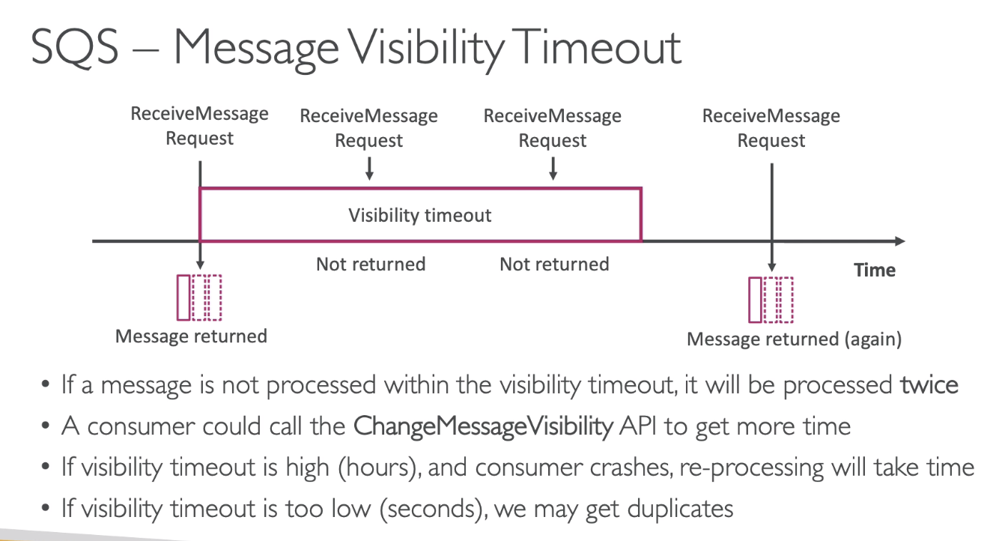 SQS – Message Visibility Timeout
ReceiveMessage
Request
ReceiveMessage
Request
ReceiveMessage
Request
ReceiveMessage
Request
Visibility timeout
Not returned
Not returned
Time
Message returned
Message returned (again)
• If a message is not processed within the visibility timeout, it will be processed twice
• A consumer could call the ChangeMessageVisibility API to get more time
• If visibility timeout is high (hours), and consumer crashes, re-processing will take time
• If visibility timeout is too low (seconds), we may get duplicates